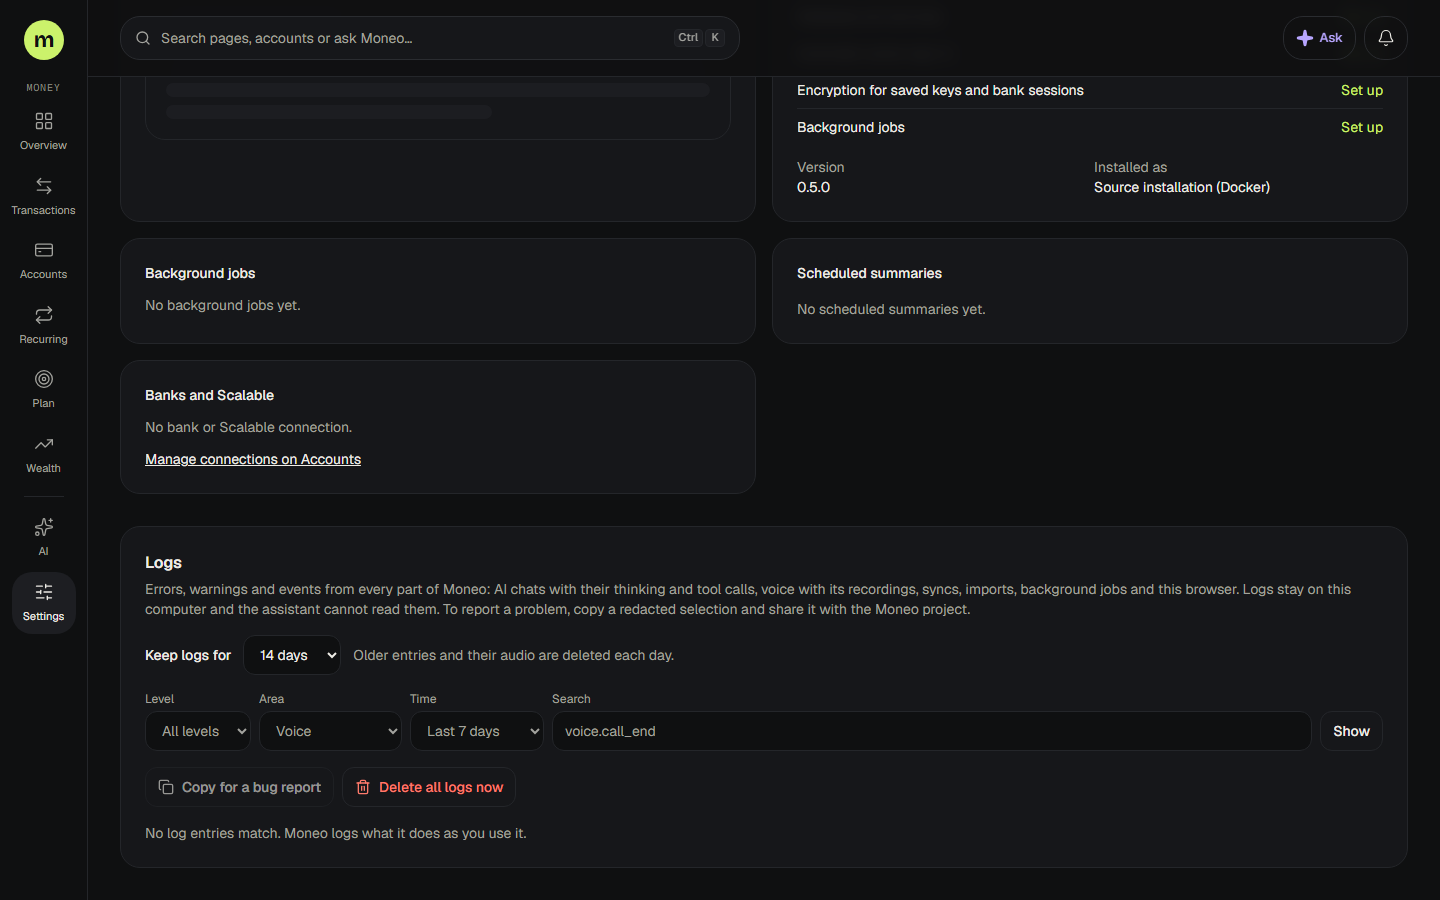 m
Search pages, accounts or ask Moneo...
Ctrl K
Ask
MONEY
Overview
Transactions
Accounts
Recurring
Plan
Wealth
AI
Settings
Encryption for saved keys and bank sessions Set up
Background jobs Set up
Version Installed as
0.5.0 Source installation (Docker)
Background jobs
No background jobs yet.
Scheduled summaries
No scheduled summaries yet.
Banks and Scalable
No bank or Scalable connection.
Manage connections on Accounts
Logs
Errors, warnings and events from every part of Moneo: AI chats with their thinking and tool calls, voice with its recordings, syncs, imports, background jobs and this browser. Logs stay on this
computer and the assistant cannot read them. To report a problem, copy a redacted selection and share it with the Moneo project.
Keep logs for 14 days Older entries and their audio are deleted each day.
Level Area Time Search
All levels Voice Last 7 days voice.call_end Show
Copy for a bug report Delete all logs now
No log entries match. Moneo logs what it does as you use it.